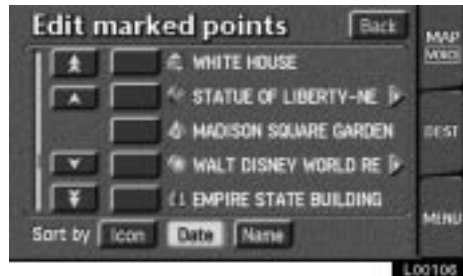 Edit marked points Back
MAP
VOICE
WHITE HOUSE
STATUE OF LIBERTY-NE
MADISON SQUARE GARDEN
DEST
WALT DISNEY WORLD RE
EMPIRE STATE BUILDING
MENU
Sort by Icon Date Name
L00108